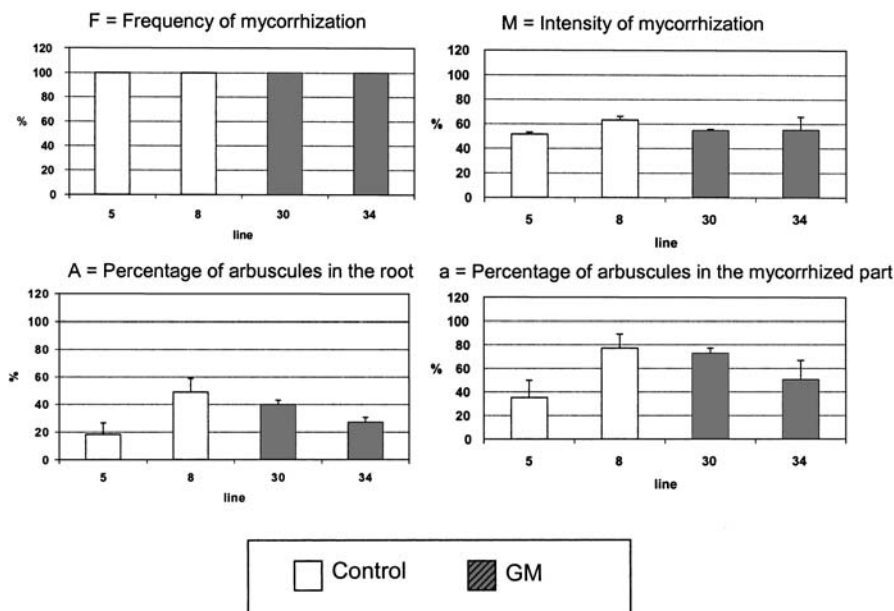 F = Frequency of mycorrhization
120
100
80
%
60
40
20
0
5 8 30 34
line
M = Intensity of mycorrhization
120
100
80
%
60
40
20
0
5 8 30 34
line
A = Percentage of arbuscules in the root
120
100
80
%
60
40
20
0
5 8 30 34
line
a = Percentage of arbuscules in the mycorrhized part
120
100
80
%
60
40
20
0
5 8 30 34
line
Control GM